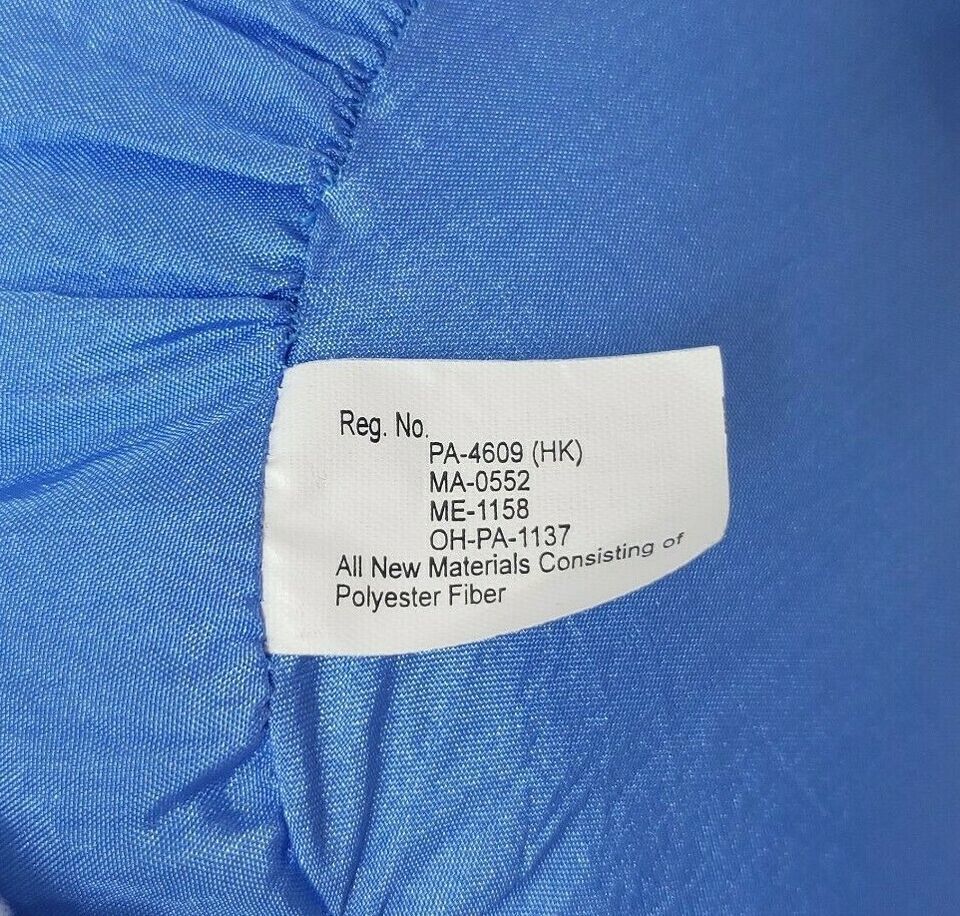 Reg. No.
PA-4609 (HK)
MA-0552
ME-1158
OH-PA-1137
All New Materials Consisting of
Polyester Fiber